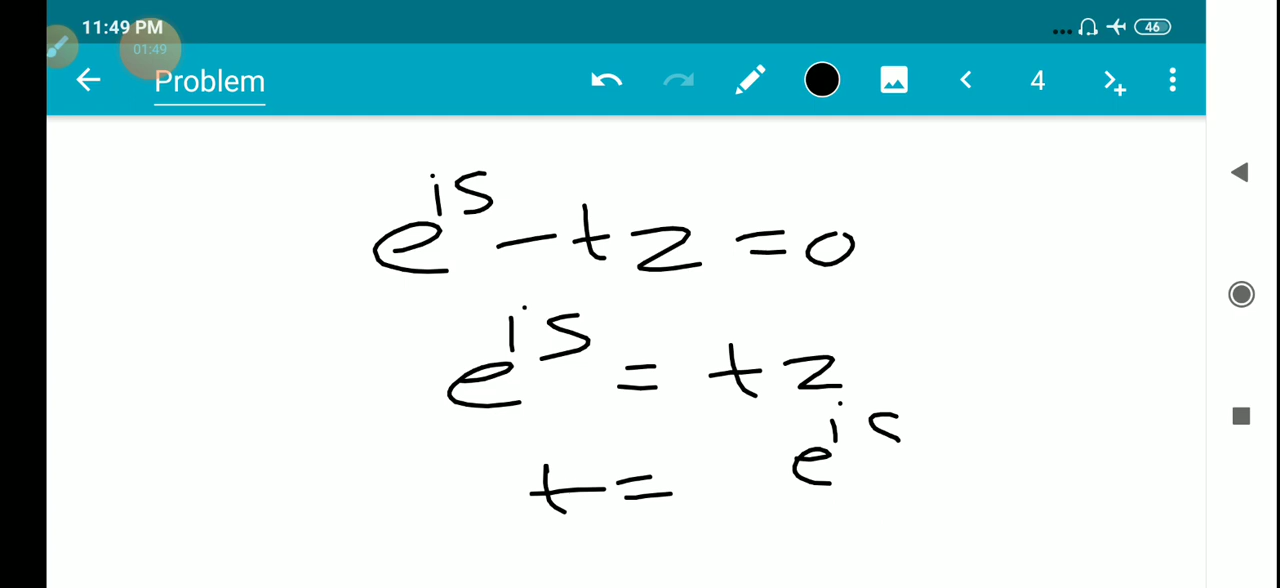 11:49 PM
46
01:49
Problem
4
e^{is} - tz = 0
e^{is} = tz
t = e^{is